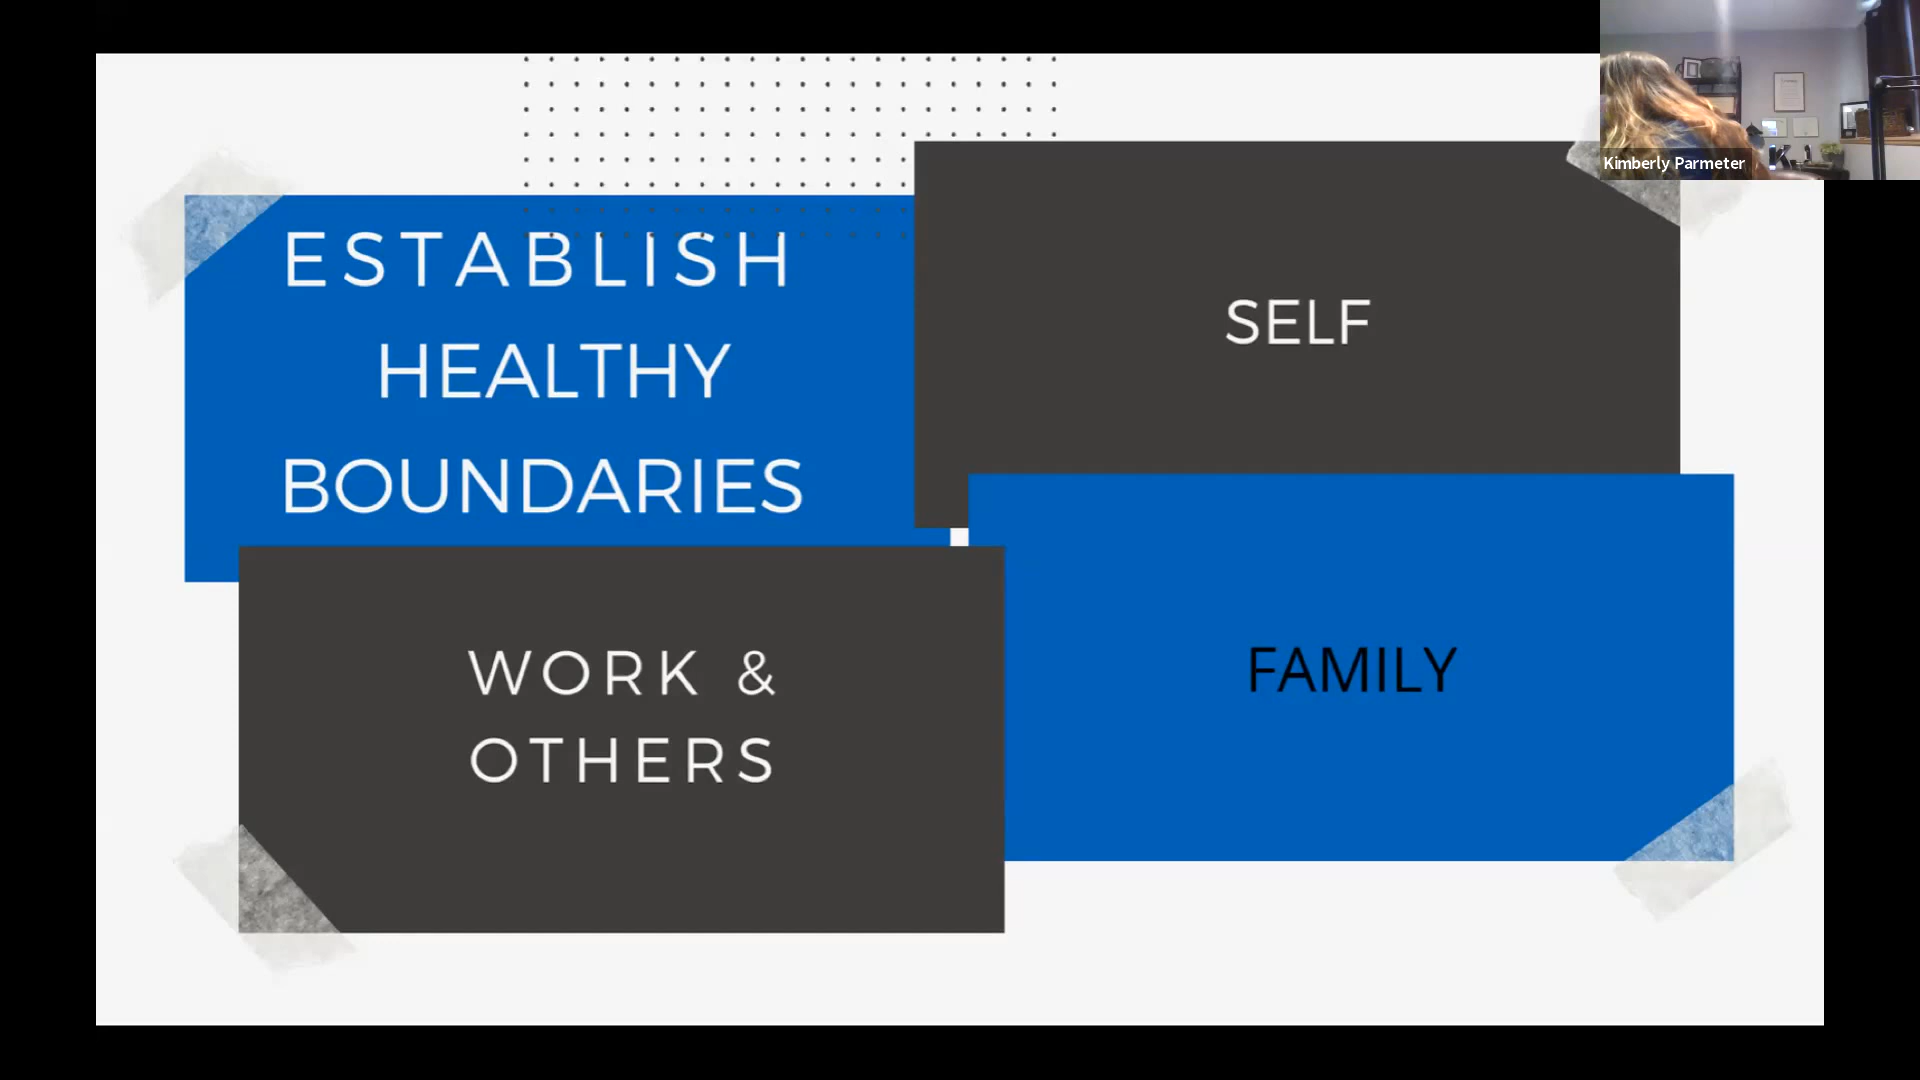 ESTABLISH
HEALTHY
BOUNDARIES
SELF
WORK &
OTHERS
FAMILY
Kimberly Parmeter